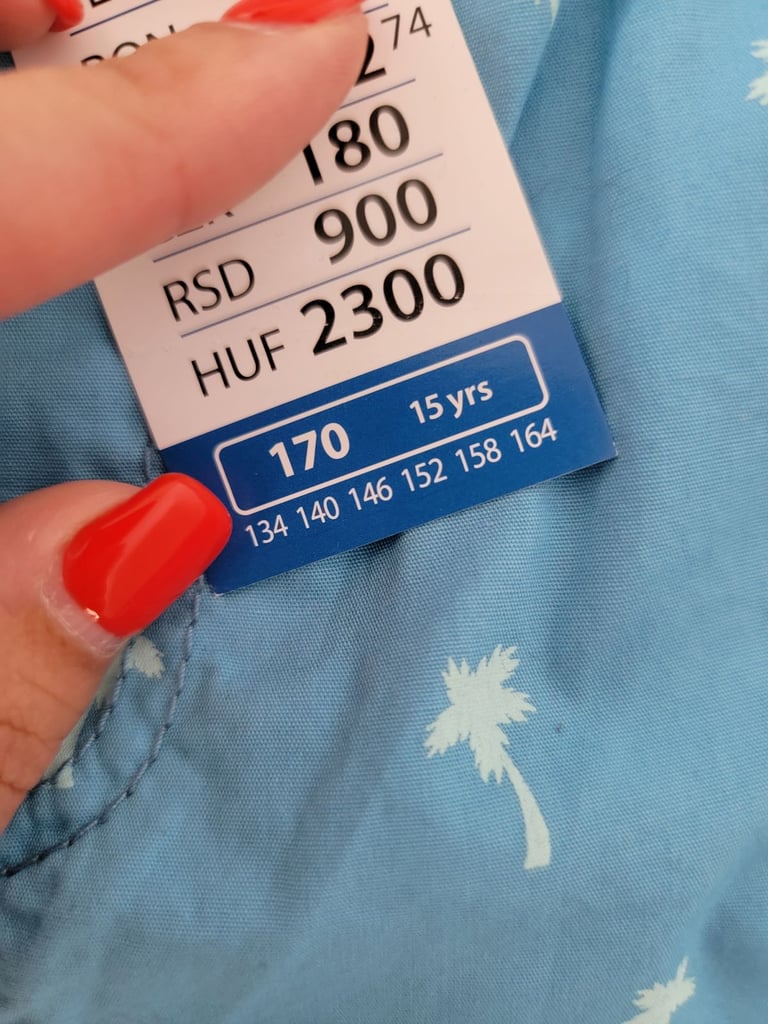 74
180
RSD 900
HUF 2300
170 15 yrs
134 140 146 152 158 164